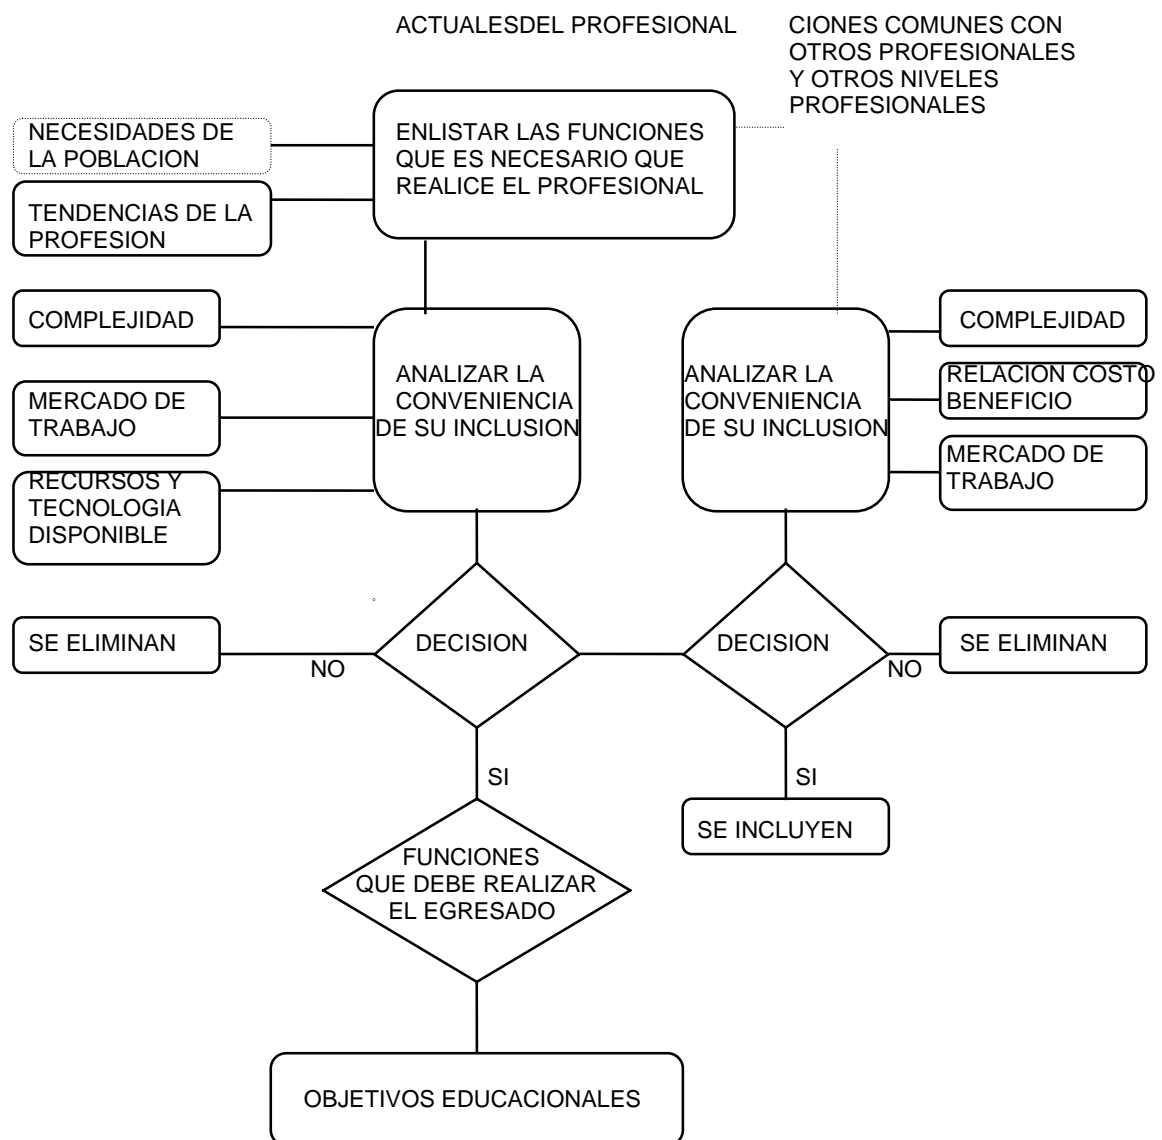 ACTUALESDEL PROFESIONAL
CIONES COMUNES CON
OTROS PROFESIONALES
Y OTROS NIVELES
PROFESIONALES
NECESIDADES DE
LA POBLACION
ENLISTAR LAS FUNCIONES
QUE ES NECESARIO QUE
REALICE EL PROFESIONAL
TENDENCIAS DE LA
PROFESION
COMPLEJIDAD
MERCADO DE
TRABAJO
RECURSOS Y
TECNOLOGIA
DISPONIBLE
ANALIZAR LA
CONVENIENCIA
DE SU INCLUSION
ANALIZAR LA
CONVENIENCIA
DE SU INCLUSION
COMPLEJIDAD
RELACION COSTO
BENEFICIO
MERCADO DE
TRABAJO
SE ELIMINAN
NO
DECISION
DECISION
NO
SE ELIMINAN
SI
SI
SE INCLUYEN
FUNCIONES
QUE DEBE REALIZAR
EL EGRESADO
OBJETIVOS EDUCACIONALES